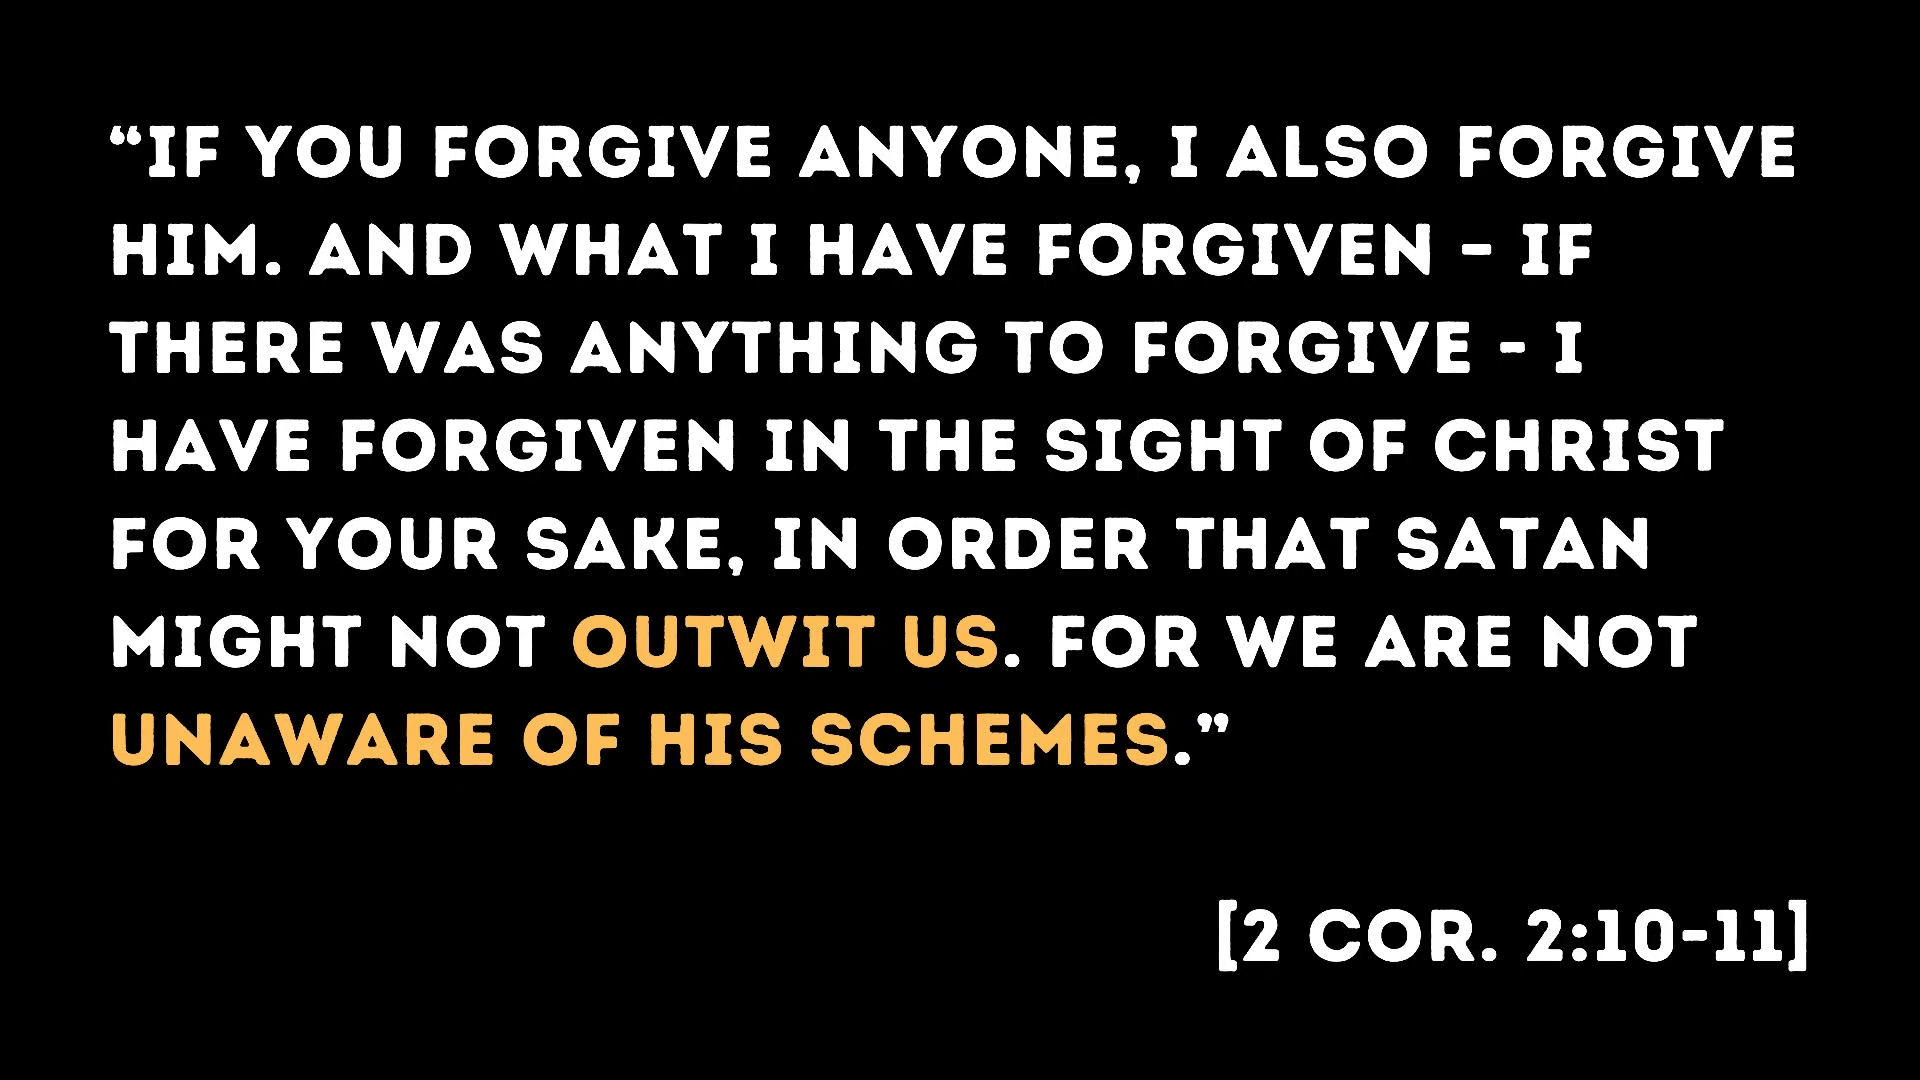 “IF YOU FORGIVE ANYONE, I ALSO FORGIVE
HIM. AND WHAT I HAVE FORGIVEN – IF
THERE WAS ANYTHING TO FORGIVE - I
HAVE FORGIVEN IN THE SIGHT OF CHRIST
FOR YOUR SAKE, IN ORDER THAT SATAN
MIGHT NOT OUTWIT US. FOR WE ARE NOT
UNAWARE OF HIS SCHEMES.”
[2 COR. 2:10-11]